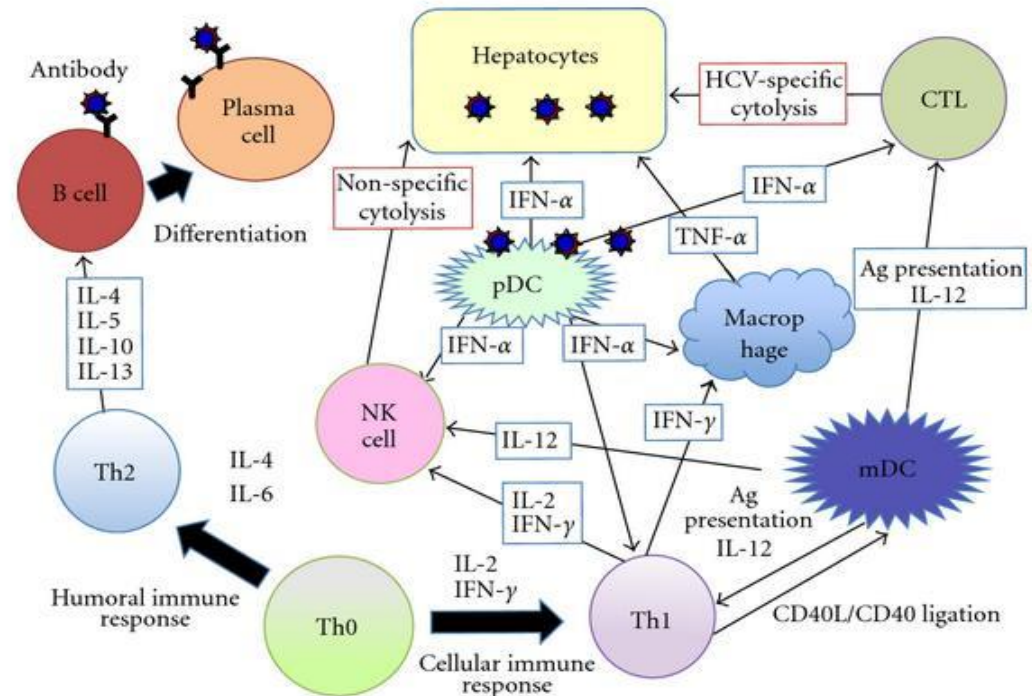 Antibody
Plasma
cell
B cell
Differentiation
Hepatocytes
HCV-specific
cytolysis
CTL
Non-specific
cytolysis
IFN-α
IFN-α
TNF-α
pDC
Ag presentation
IL-12
IL-4
IL-5
IL-10
IL-13
IFN-α
IFN-α
Macrop
hage
NK
cell
IFN-γ
IL-12
mDC
Th2
IL-4
IL-6
IL-2
IFN-γ
Ag
presentation
IL-12
Humoral immune
response
Th0
IL-2
IFN-γ
Cellular immune
response
Th1
CD40L/CD40 ligation